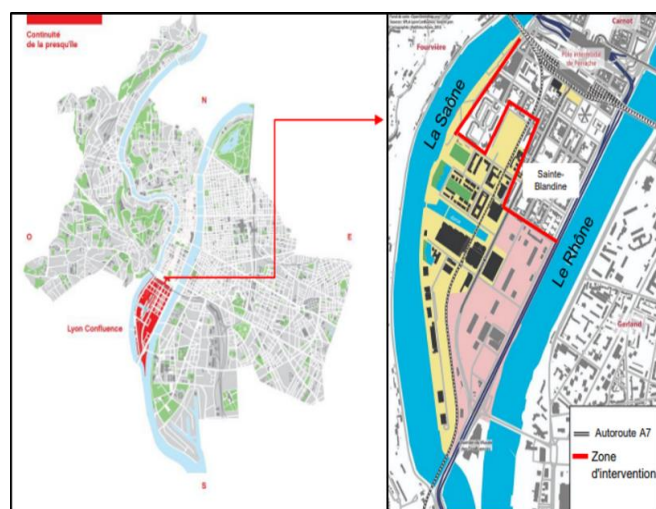 Continuité
de la presqu'île
N
O
E
Lyon Confluence
S
Carnot
Fourvière
Pôle intermodal de
Perrache
La Saône
Sainte-
Blandine
Le Rhône
Gerland
Autoroute A7
Zone
d'intervention